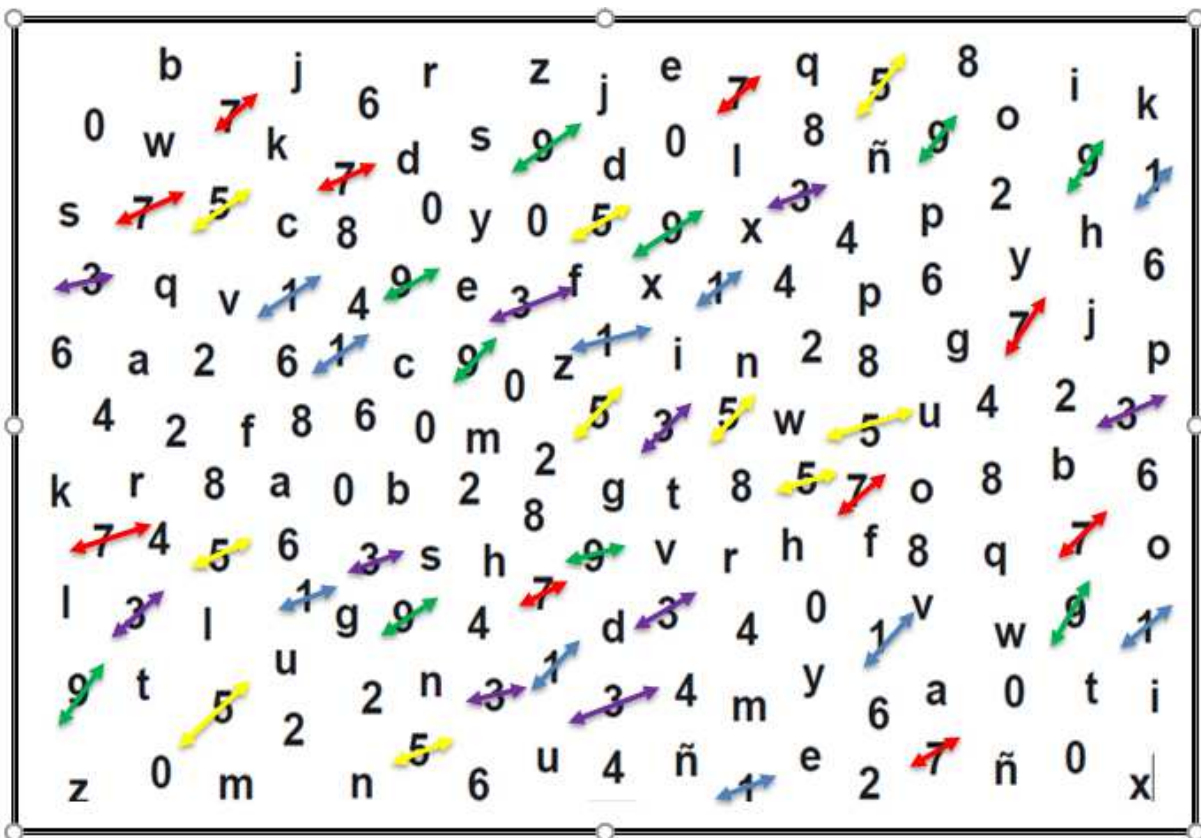 b j r z j e 7 q 5 8 i k
0 w 7 k 6 s 9 d 0 l 8 ñ 9 o 9 1
s 7 5 c 7 8 d 0 y 0 5 9 x 3 4 p 2 y h 6
3 q v 1 4 9 e 3 f x 1 4 p 6 7 j
6 a 2 6 1 c 9 0 z 1 i n 2 8 g p
4 2 f 8 6 0 m 2 5 3 5 w 5 u 4 2 3
k r 8 a 0 b 2 8 g t 8 5 7 o 8 b 6
7 4 5 6 3 s h 9 v r h f 8 q 7 o
l 3 l 1 g 9 4 7 d 3 4 0 1 v w 9 1
9 t 5 u 2 2 n 3 1 3 4 m y 6 a 0 t i
z 0 m n 5 6 u 4 ñ 1 e 2 7 ñ 0 x